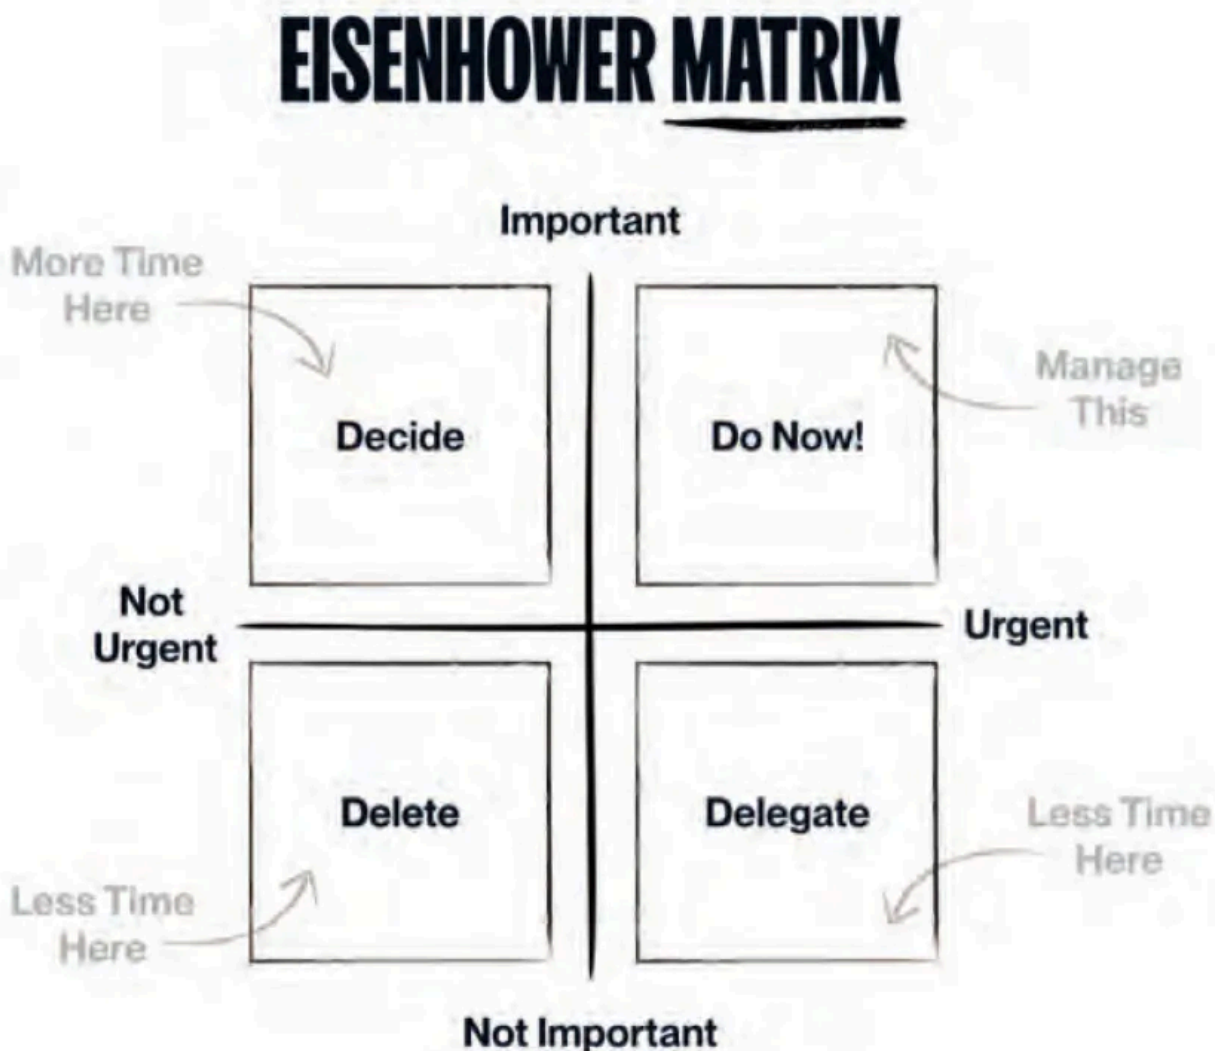 EISENHOWER MATRIX
Important
More Time
Here
Decide
Do Now!
Manage
This
Not
Urgent
Urgent
Delete
Delegate
Less Time
Here
Less Time
Here
Not Important